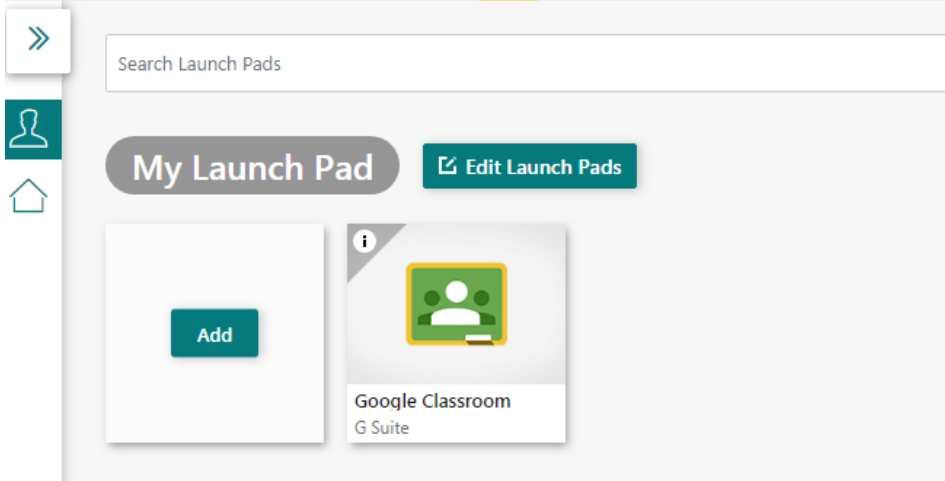 Search Launch Pads
My Launch Pad
Edit Launch Pads
Add
i
Google Classroom
G Suite